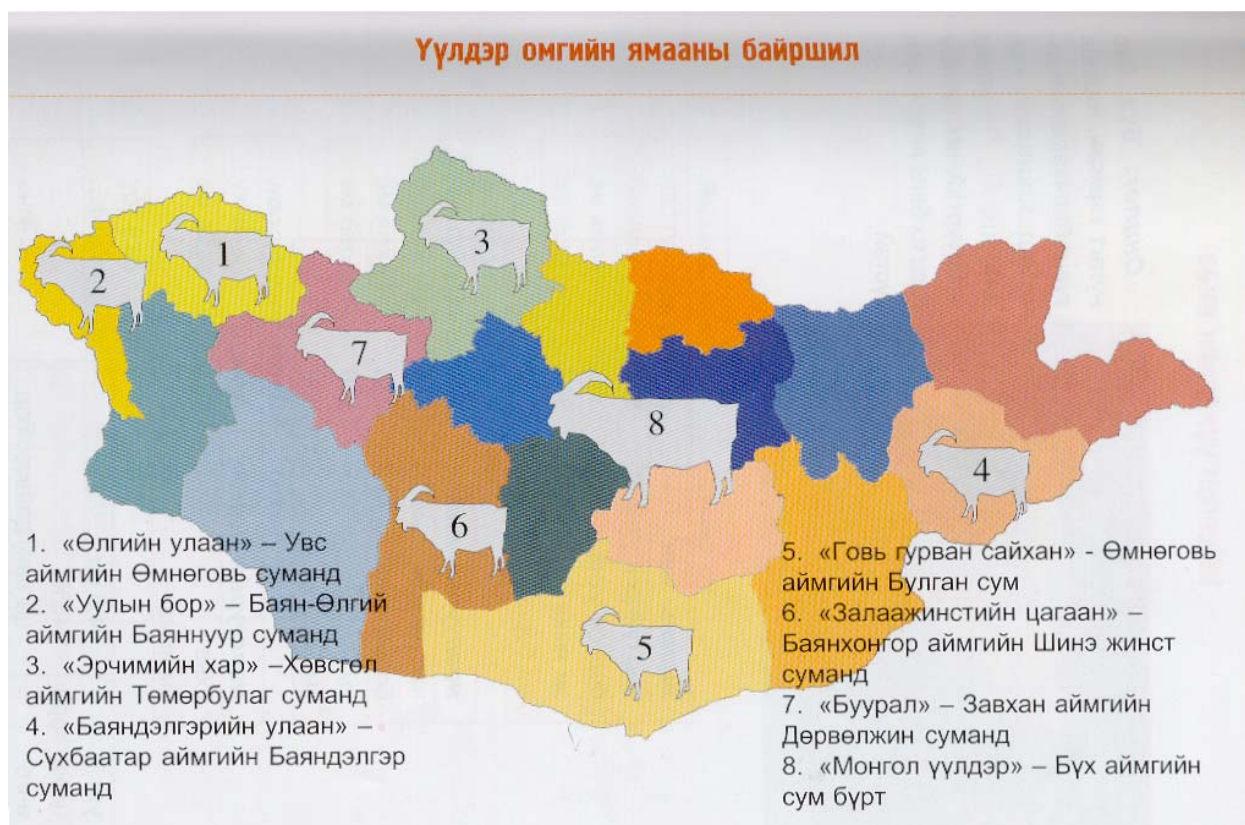 Үүлдэр омгийн ямааны байршил
1
2
3
7
8
4
6
5
1. «Өлгийн улаан» – Увс
аймгийн Өмнөговь суманд
2. «Уулын бор» – Баян-Өлгий
аймгийн Баяннуур суманд
3. «Эрчимийн хар» –Хөвсгөл
аймгийн Төмөрбулаг суманд
4. «Баяндэлгэрийн улаан» –
Сүхбаатар аймгийн Баяндэлгэр
суманд
5. «Говь гурван сайхан» - Өмнөговь
аймгийн Булган сум
6. «Залаажинстийн цагаан» –
Баянхонгор аймгийн Шинэ жинст
суманд
7. «Буурал» – Завхан аймгийн
Дөрвөлжин суманд
8. «Монгол үүлдэр» – Бүх аймгийн
сум бүрт